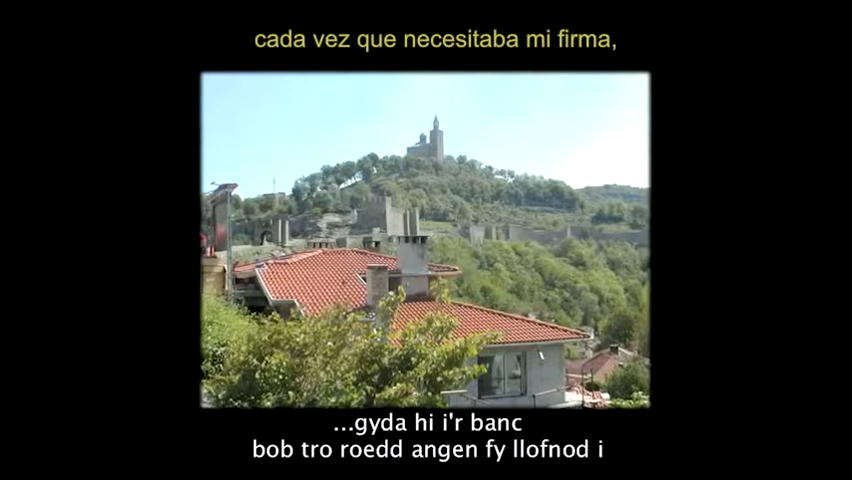 cada vez que necesitaba mi firma,
...gyda hi i'r banc
bob tro roedd angen fy llofnod i